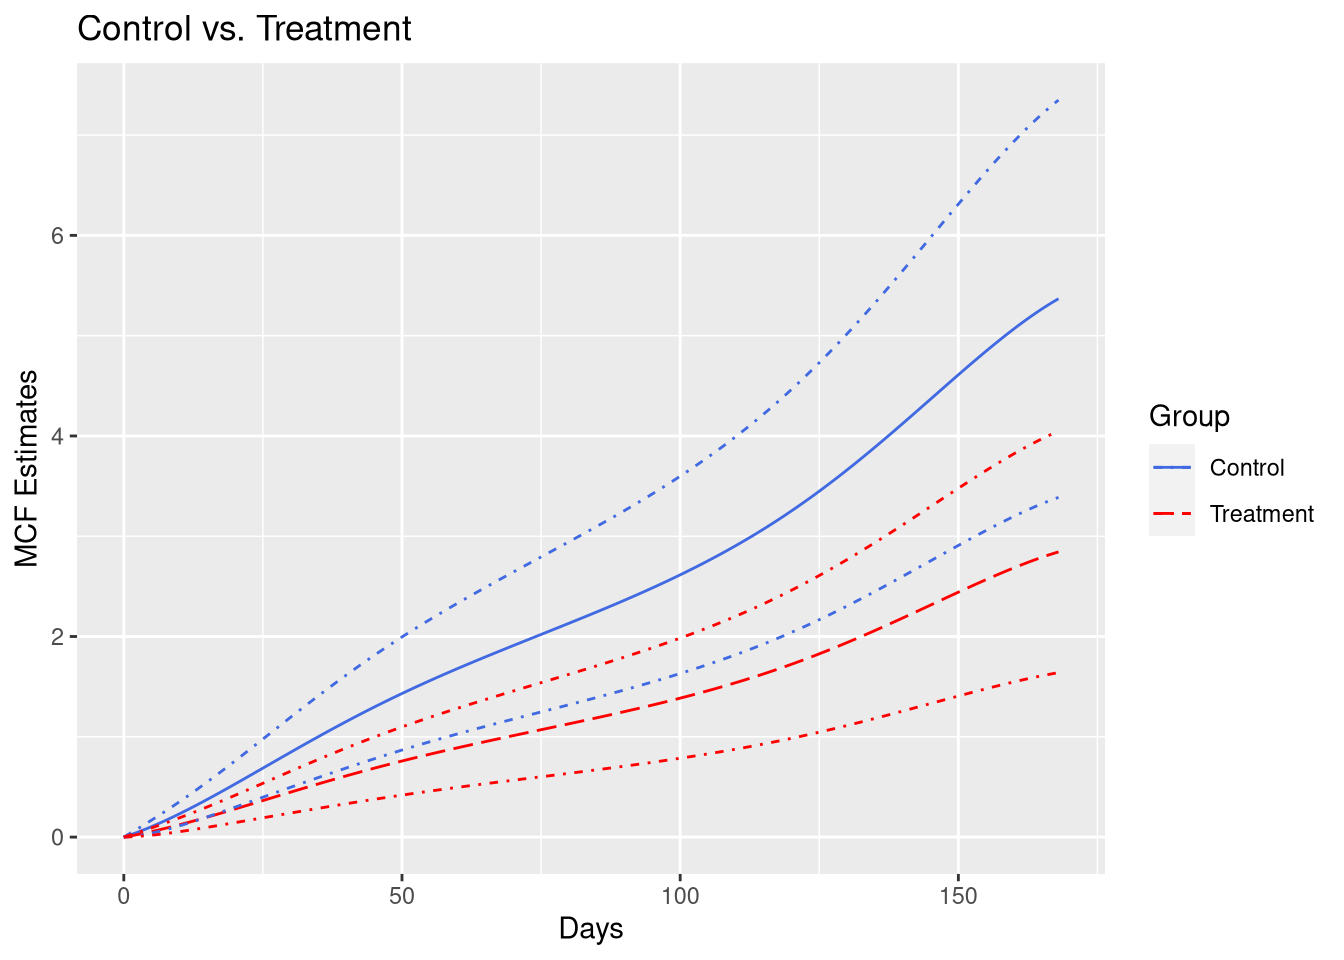 Control vs. Treatment
MCF Estimates
6
4
2
0
0 50 100 150
Days
Group
Control
Treatment